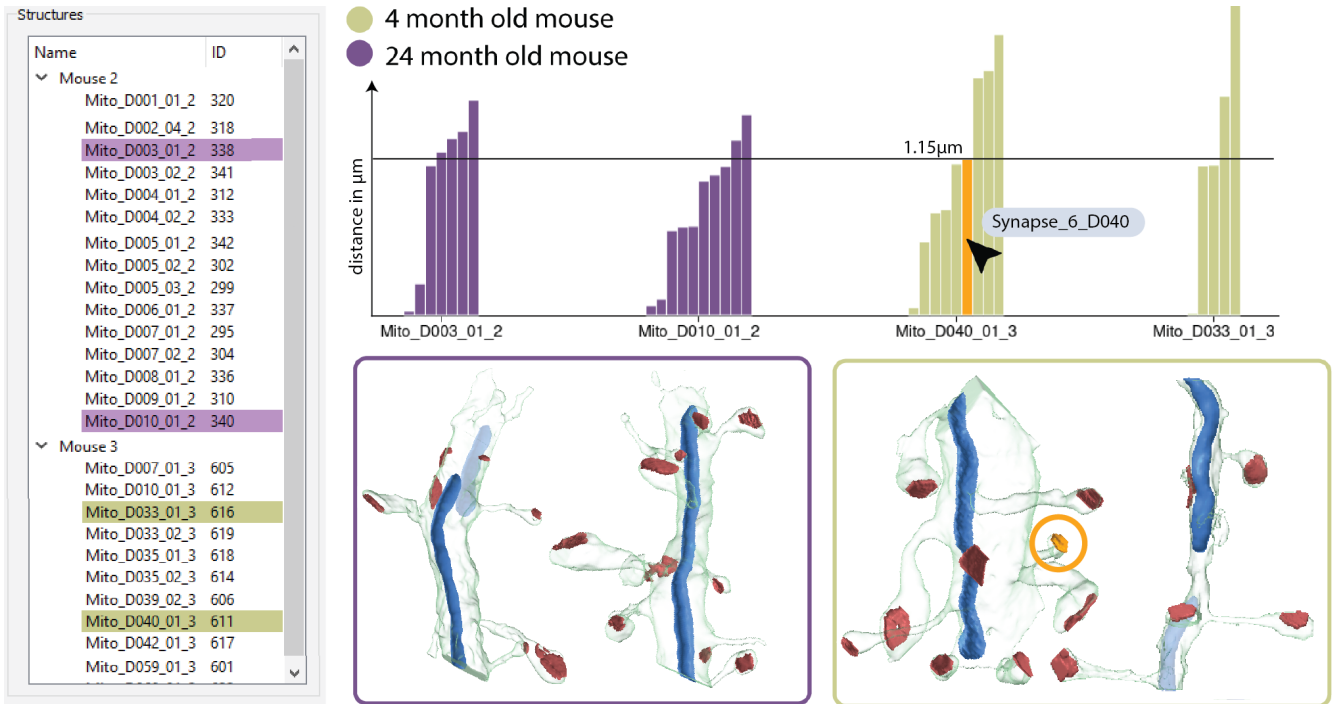 Structures
Name ID
Mouse 2
Mito_D001_01_2 320
Mito_D002_04_2 318
Mito_D003_01_2 338
Mito_D003_02_2 341
Mito_D004_01_2 312
Mito_D004_02_2 333
Mito_D005_01_2 342
Mito_D005_02_2 302
Mito_D005_03_2 299
Mito_D006_01_2 337
Mito_D007_01_2 295
Mito_D007_02_2 304
Mito_D008_01_2 336
Mito_D009_01_2 310
Mito_D010_01_2 340
Mouse 3
Mito_D007_01_3 605
Mito_D010_01_3 612
Mito_D033_01_3 616
Mito_D033_02_3 619
Mito_D035_01_3 618
Mito_D035_02_3 614
Mito_D039_02_3 606
Mito_D040_01_3 611
Mito_D042_01_3 617
Mito_D059_01_3 601
4 month old mouse
24 month old mouse
distance in μm
1.15μm
Synapse_6_D040
Mito_D003_01_2
Mito_D010_01_2
Mito_D040_01_3
Mito_D033_01_3